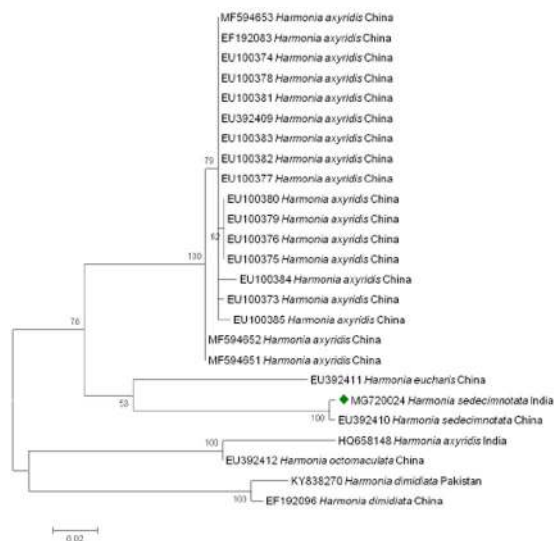 MF594653 Harmonia axyridis China
EF192083 Harmonia axyridis China
EU100374 Harmonia axyridis China
EU100378 Harmonia axyridis China
EU100381 Harmonia axyridis China
EU392409 Harmonia axyridis China
EU100383 Harmonia axyridis China
79
EU100382 Harmonia axyridis China
EU100377 Harmonia axyridis China
EU100380 Harmonia axyridis China
EU100379 Harmonia axyridis China
62
EU100376 Harmonia axyridis China
100
EU100375 Harmonia axyridis China
EU100384 Harmonia axyridis China
EU100373 Harmonia axyridis China
76
EU100385 Harmonia axyridis China
MF594652 Harmonia axyridis China
MF594651 Harmonia axyridis China
EU392411 Harmonia eucharis China
MG720024 Harmonia sedecimnotata India
100
EU392410 Harmonia sedecimnotata China
HQ658148 Harmonia axyridis India
100
EU392412 Harmonia octomaculata China
KY838270 Harmonia dimidiata Pakistan
100
EF192096 Harmonia dimidiata China
0.02